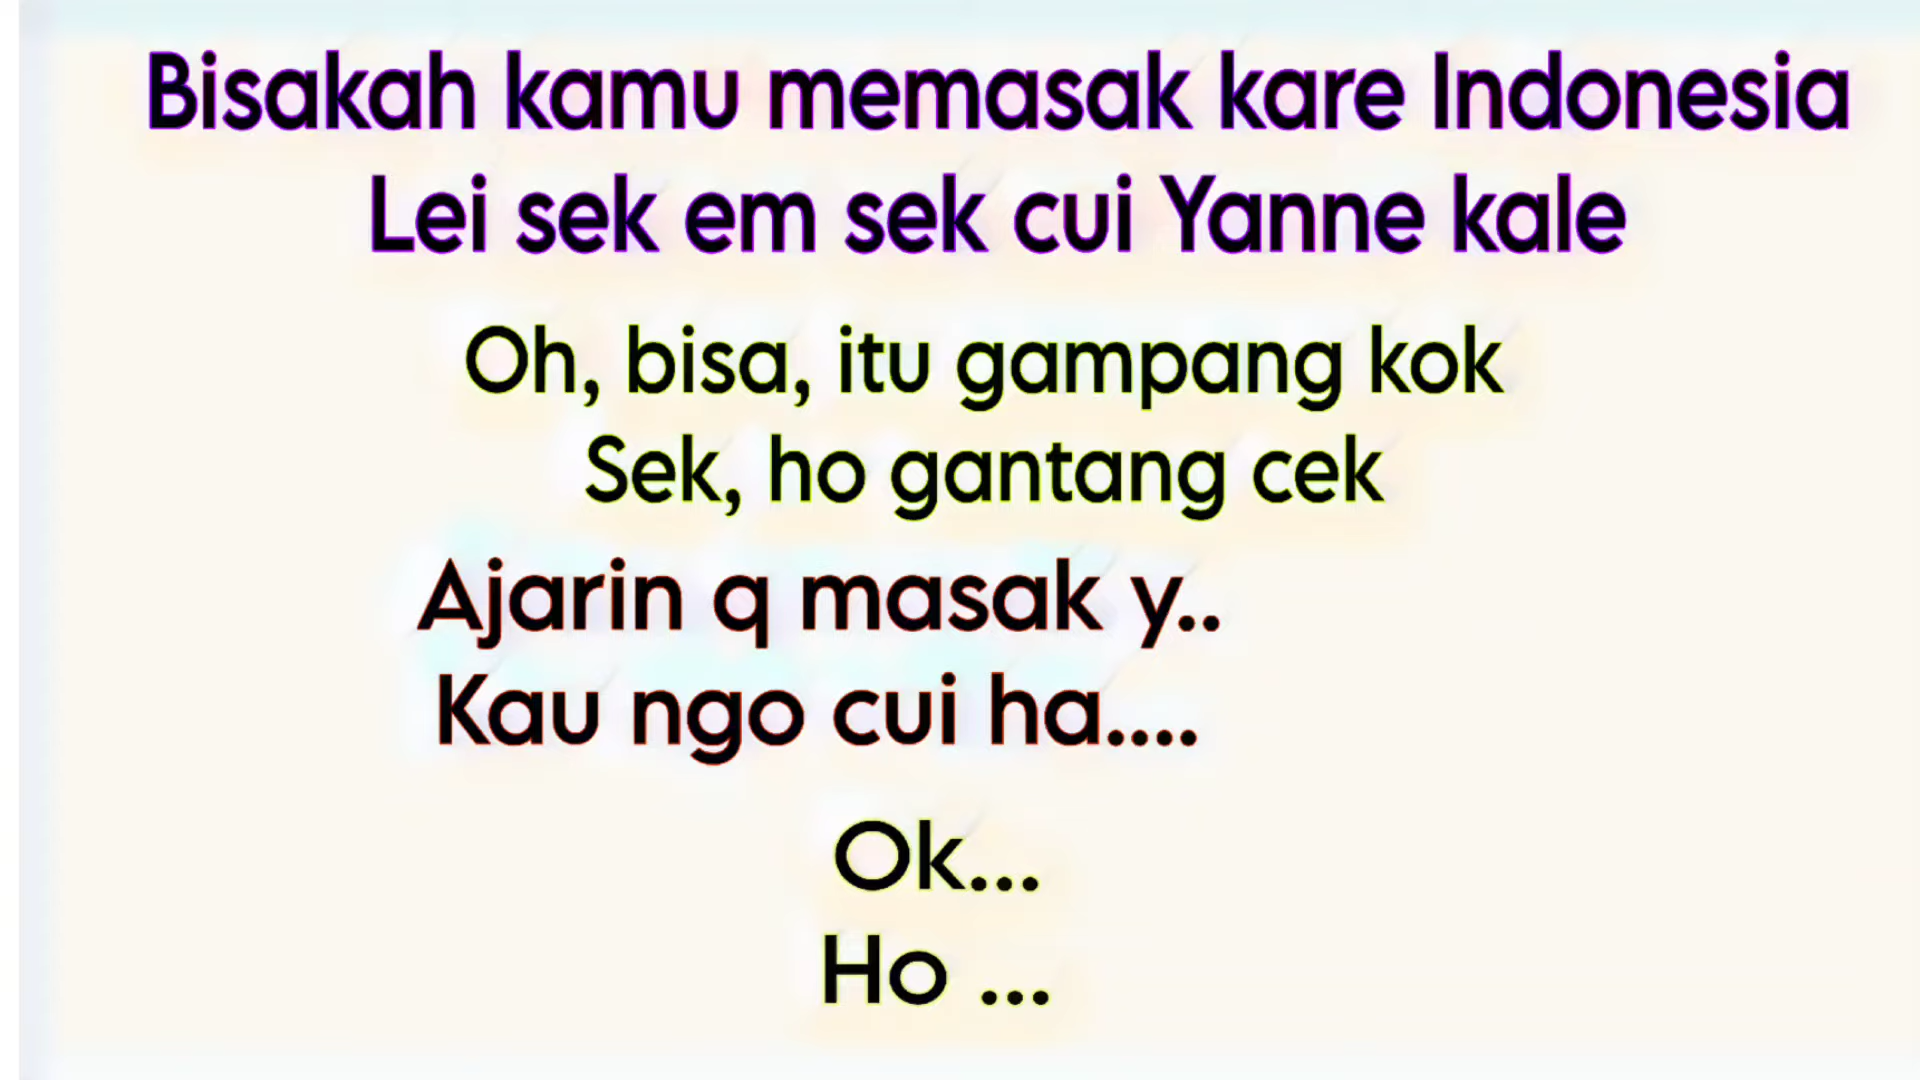 Bisakah kamu memasak kare Indonesia
Lei sek em sek cui Yanne kale
Oh, bisa, itu gampang kok
Sek, ho gantang cek
Ajarin q masak y..
Kau ngo cui ha....
Ok...
Ho ...